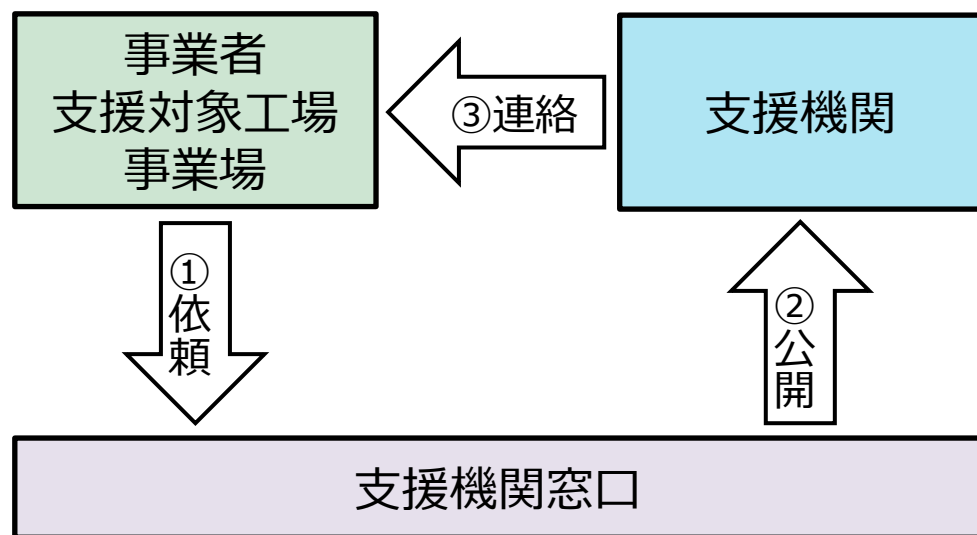 事業者
支援対象工場
事業場
③連絡
支援機関
①依頼
②公開
支援機関窓口